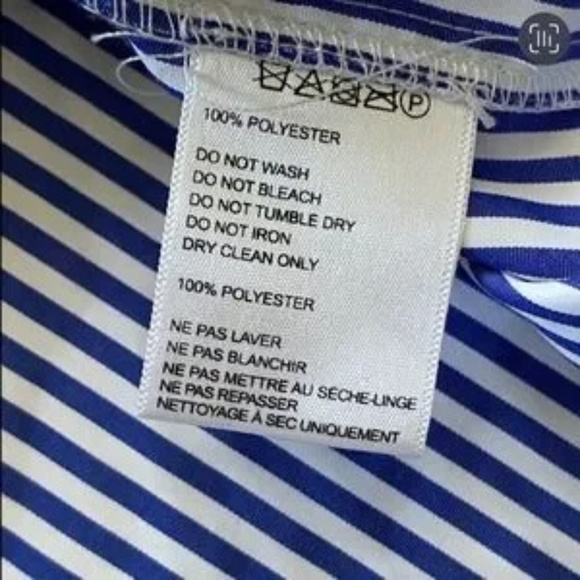 P
100% POLYESTER
DO NOT WASH
DO NOT BLEACH
DO NOT TUMBLE DRY
DO NOT IRON
DRY CLEAN ONLY
100% POLYESTER
NE PAS LAVER
NE PAS BLANCHIR
NE PAS METTRE AU SECHE-LINGE
NE PAS REPASSER
NETTOYAGE À SEC UNIQUEMENT